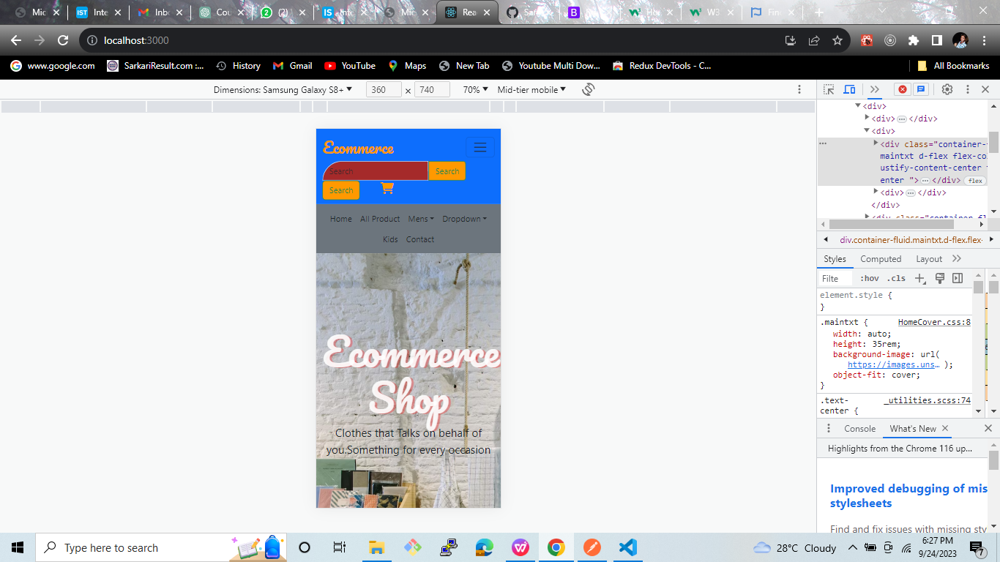 Mic
Inte
Inb
Cou
(2)
Inte
Mic
Rea
Sar
B
Ho
W3
Fin
localhost:3000
www.google.com
SarkariResult.com :...
History
Gmail
YouTube
Maps
New Tab
Youtube Multi Dow...
Redux DevTools - C...
All Bookmarks
Dimensions: Samsung Galaxy S8+
360 x 740
70%
Mid-tier mobile
Ecommerce
Search
Search
Search
Home All Product Mens Dropdown
Kids Contact
Ecommerce
Shop
Clothes that Talks on behalf of
you.Something for every occasion
<div>
<div> </div>
<div>
<div class="container-
maintxt d-flex flex-co
ustify-content-center
enter "> </div> flex
<div> </div>
</div>
div.container-fluid.maintxt.d-flex.flex-
Styles Computed Layout
Filte :hov .cls
element.style {
}
.maintxt { HomeCover.css:8
width: auto;
height: 35rem;
background-image: url(
https://images.uns… );
object-fit: cover;
}
.text- _utilities.scss:74
center {
Console What's New
Highlights from the Chrome 116 up...
Improved debugging of mis
stylesheets
Find and fix issues with missing sty
Type here to search
28°C Cloudy
6:27 PM
9/24/2023
7